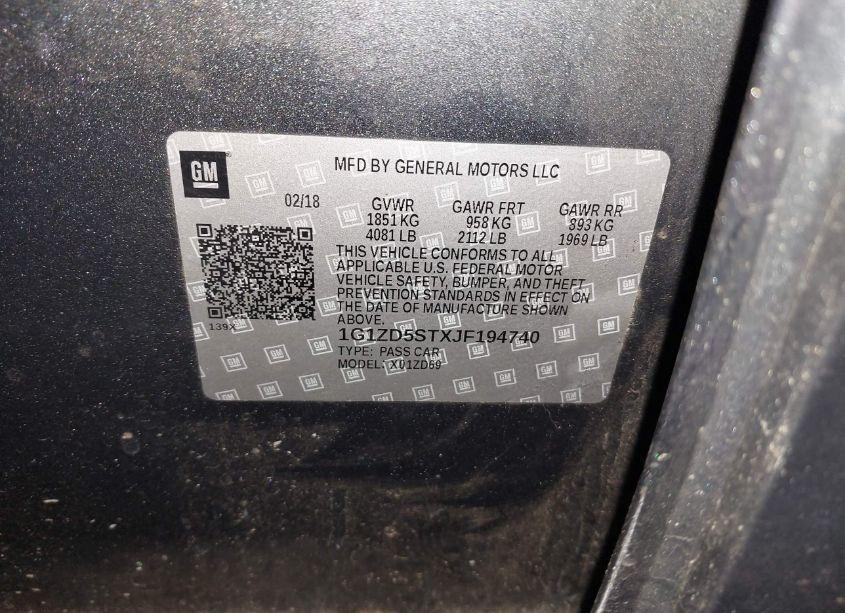 GM
MFD BY GENERAL MOTORS LLC
02/18
GVWR GAWR FRT GAWR RR
1851 KG 958 KG 893 KG
4081 LB 2112 LB 1969 LB
THIS VEHICLE CONFORMS TO ALL
APPLICABLE U.S. FEDERAL MOTOR
VEHICLE SAFETY, BUMPER, AND THEFT
PREVENTION STANDARDS IN EFFECT ON
THE DATE OF MANUFACTURE SHOWN
ABOVE.
139X
1G1ZD5STXJF194740
TYPE: PASS CAR
MODEL: XV1ZD69